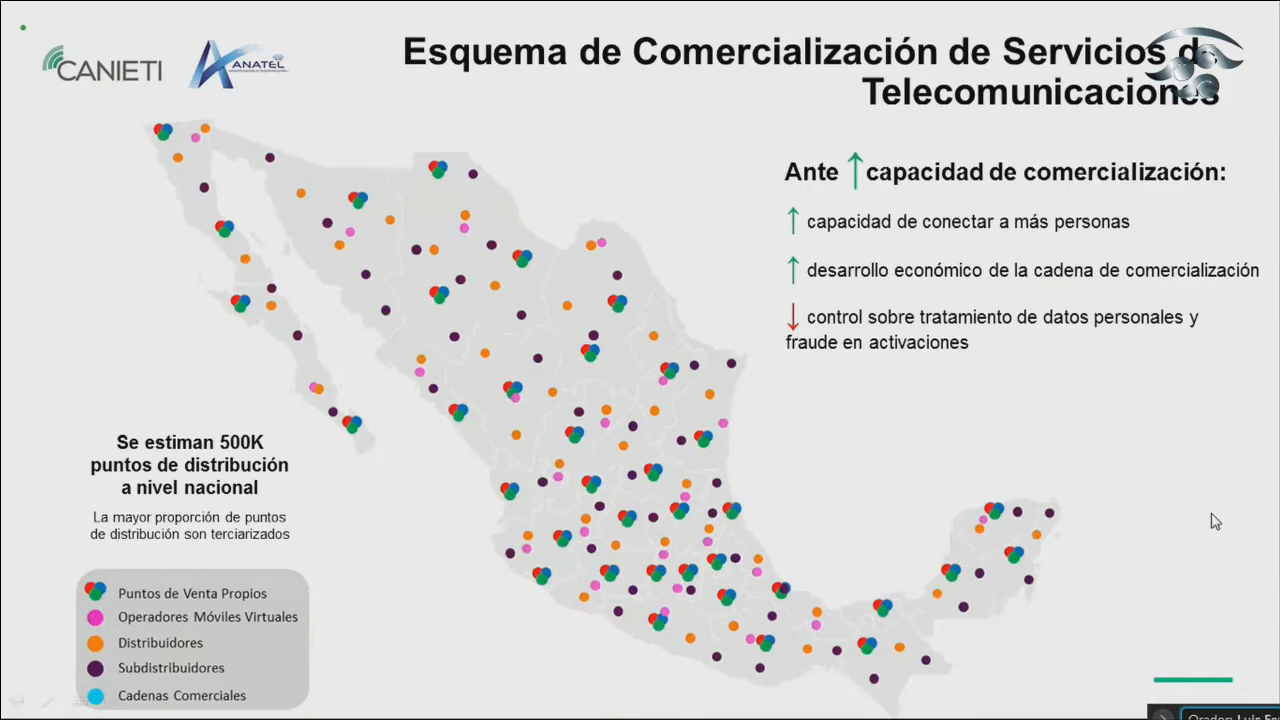 CANIETI
ANATEL
Esquema de Comercialización de Servicios de
Telecomunicaciones
Ante ↑ capacidad de comercialización:
↑ capacidad de conectar a más personas
↑ desarrollo económico de la cadena de comercialización
↓ control sobre tratamiento de datos personales y
fraude en activaciones
Se estiman 500K
puntos de distribución
a nivel nacional
La mayor proporción de puntos
de distribución son terciarizados
Puntos de Venta Propios
Operadores Móviles Virtuales
Distribuidores
Subdistribuidores
Cadenas Comerciales